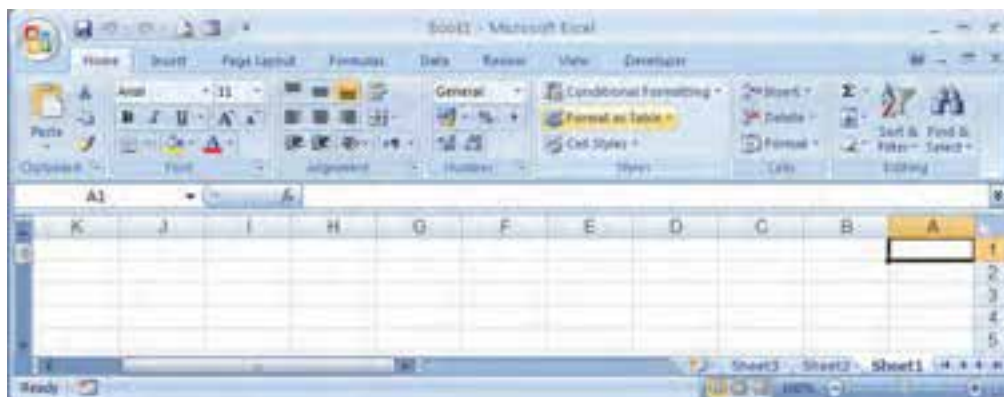 Book1 - Microsoft Excel
Home Insert Page Layout Formulas Data Review View Developer
Arial 11 General Conditional Formatting Insert
Paste B I U A A % , Format as Table Delete Sort & Filter Find & Select
Cell Styles Format
Clipboard Font Alignment Number Styles Cells Editing
A1 fx
K J I H G F E D C B A
1
2
3
4
5
Sheet3 Sheet2 Sheet1
Ready 100%